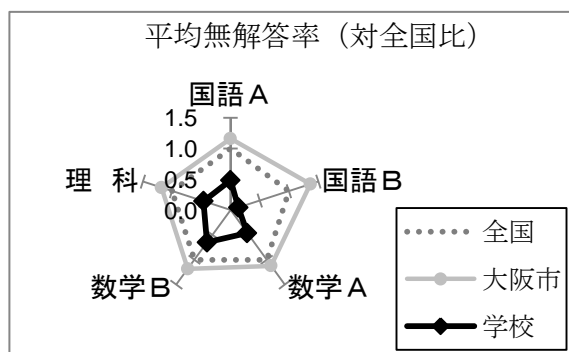 平均無解答率（対全国比）
国語Ａ
1.5
1.0
0.5
0.0
理 科
国語Ｂ
数学Ｂ
数学Ａ
全国
大阪市
学校